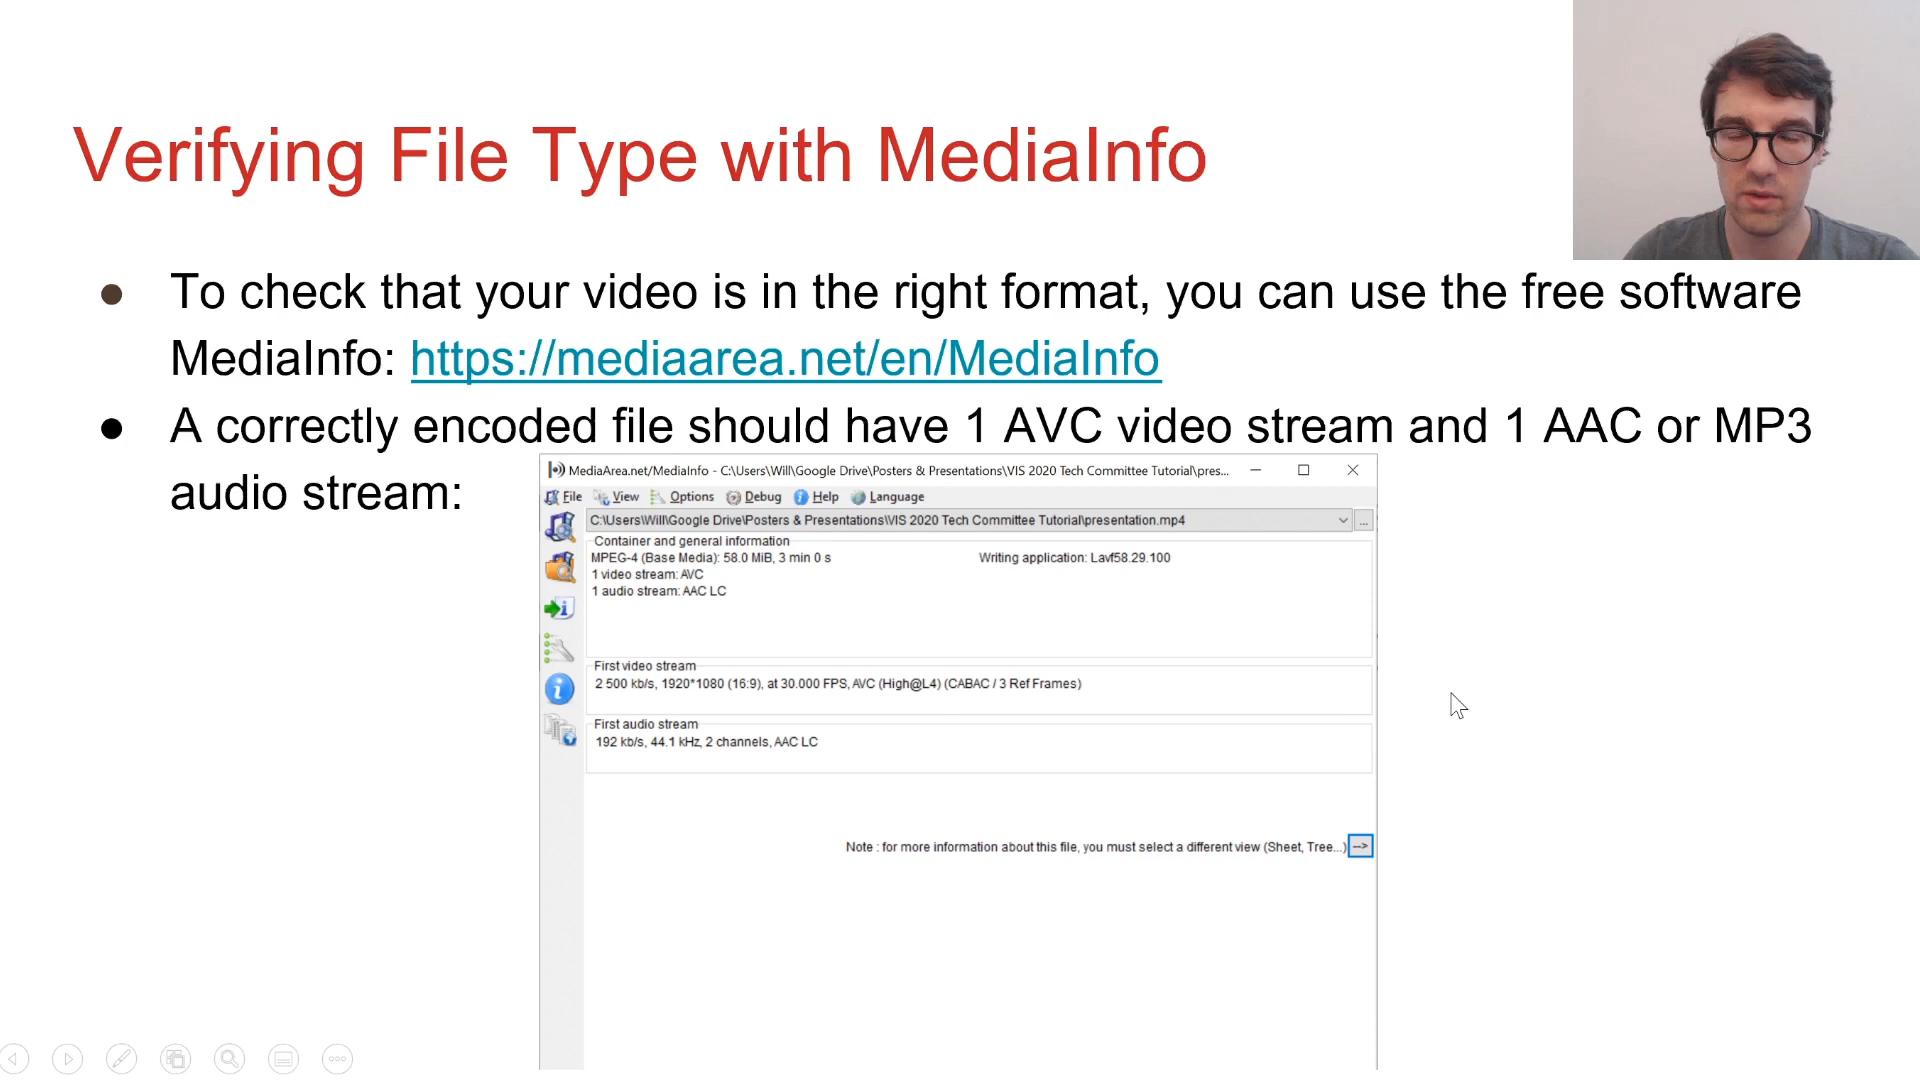 Verifying File Type with MediaInfo
● To check that your video is in the right format, you can use the free software
MediaInfo: https://mediaarea.net/en/MediaInfo
● A correctly encoded file should have 1 AVC video stream and 1 AAC or MP3
audio stream:
MediaArea.net/MediaInfo - C:\Users\Will\Google Drive\Posters & Presentations\VIS 2020 Tech Committee Tutorial\pres...
File View Options Debug Help Language
C:\Users\Will\Google Drive\Posters & Presentations\VIS 2020 Tech Committee Tutorial\presentation.mp4 ...
Container and general information
MPEG-4 (Base Media): 58.0 MiB, 3 min 0 s Writing application: Lavf58.29.100
1 video stream: AVC
1 audio stream: AAC LC
First video stream
2 500 kb/s, 1920*1080 (16:9), at 30.000 FPS, AVC (High@L4) (CABAC / 3 Ref Frames)
First audio stream
192 kb/s, 44.1 kHz, 2 channels, AAC LC
Note : for more information about this file, you must select a different view (Sheet, Tree...) -->